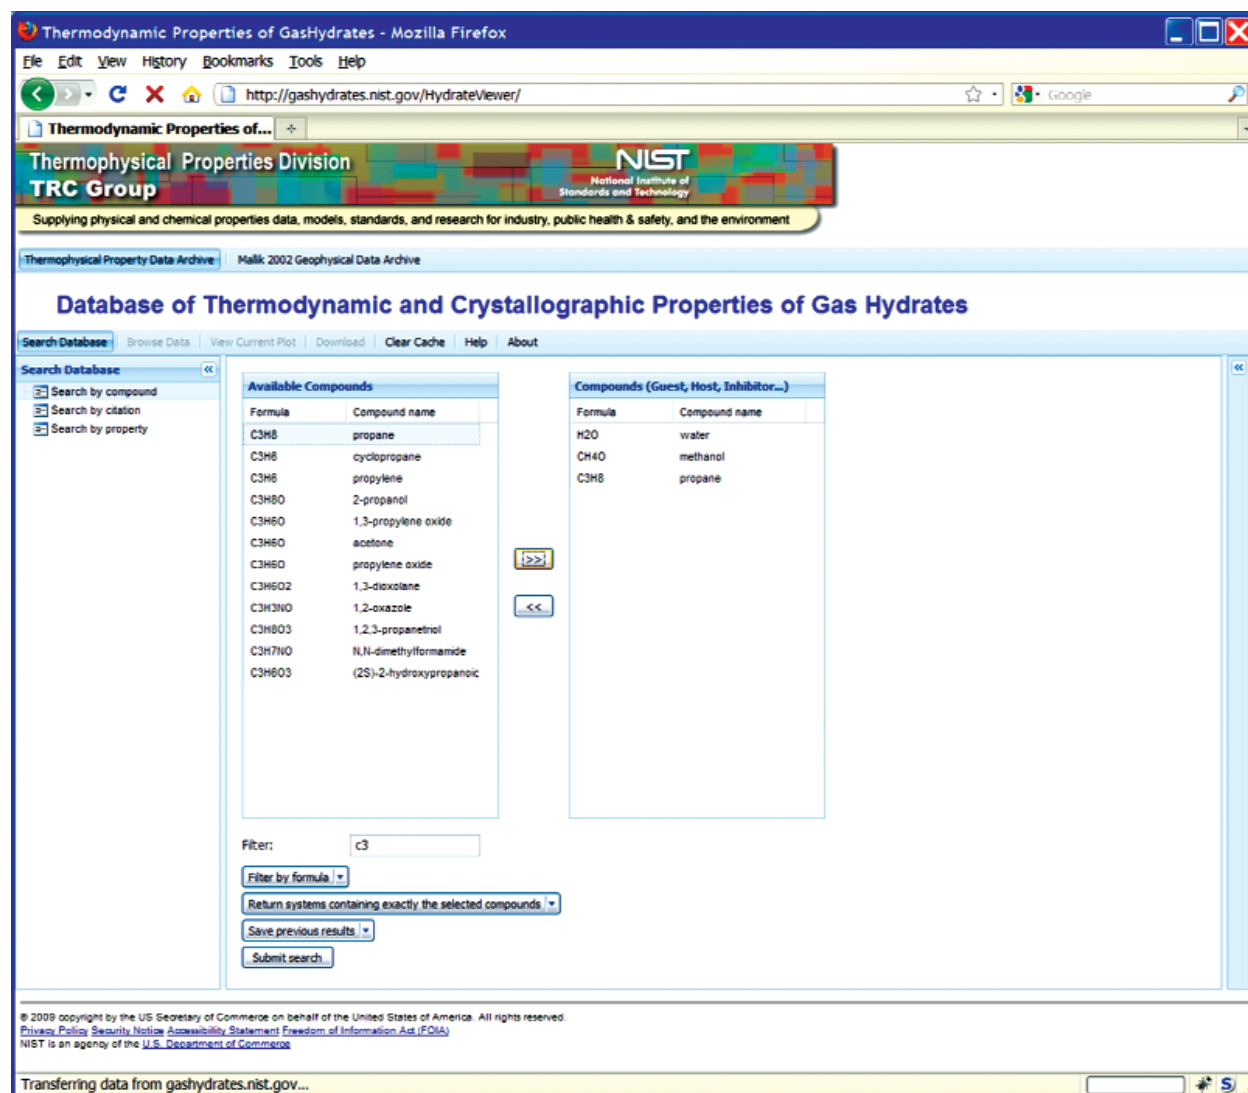 Thermodynamic Properties of GasHydrates - Mozilla Firefox
File Edit View History Bookmarks Tools Help
http://gashydrates.nist.gov/HydrateViewer/
Google
Thermodynamic Properties of...
Thermophysical Properties Division
TRC Group
NIST
National Institute of
Standards and Technology
Supplying physical and chemical properties data, models, standards, and research for industry, public health & safety, and the environment
Thermophysical Property Data Archive Mallik 2002 Geophysical Data Archive
Database of Thermodynamic and Crystallographic Properties of Gas Hydrates
Search Database Browse Data View Current Plot Download Clear Cache Help About
Search Database <<
Search by compound
Search by citation
Search by property
Available Compounds
Formula Compound name
C3H8 propane
C3H6 cyclopropane
C3H6 propylene
C3H8O 2-propanol
C3H6O 1,3-propylene oxide
C3H6O acetone
C3H6O propylene oxide
C3H6O2 1,3-dioxolane
C3H3NO 1,2-oxazole
C3H8O3 1,2,3-propanetriol
C3H7NO N,N-dimethylformamide
C3H6O3 (2S)-2-hydroxypropanoic
>>
<<
Compounds (Guest, Host, Inhibitor...)
Formula Compound name
H2O water
CH4O methanol
C3H8 propane
<<
Filter: c3
Filter by formula
Return systems containing exactly the selected compounds
Save previous results
Submit search
© 2009 copyright by the US Secretary of Commerce on behalf of the United States of America. All rights reserved.
Privacy Policy Security Notice Accessibility Statement Freedom of Information Act (FOIA)
NIST is an agency of the U.S. Department of Commerce
Transferring data from gashydrates.nist.gov...